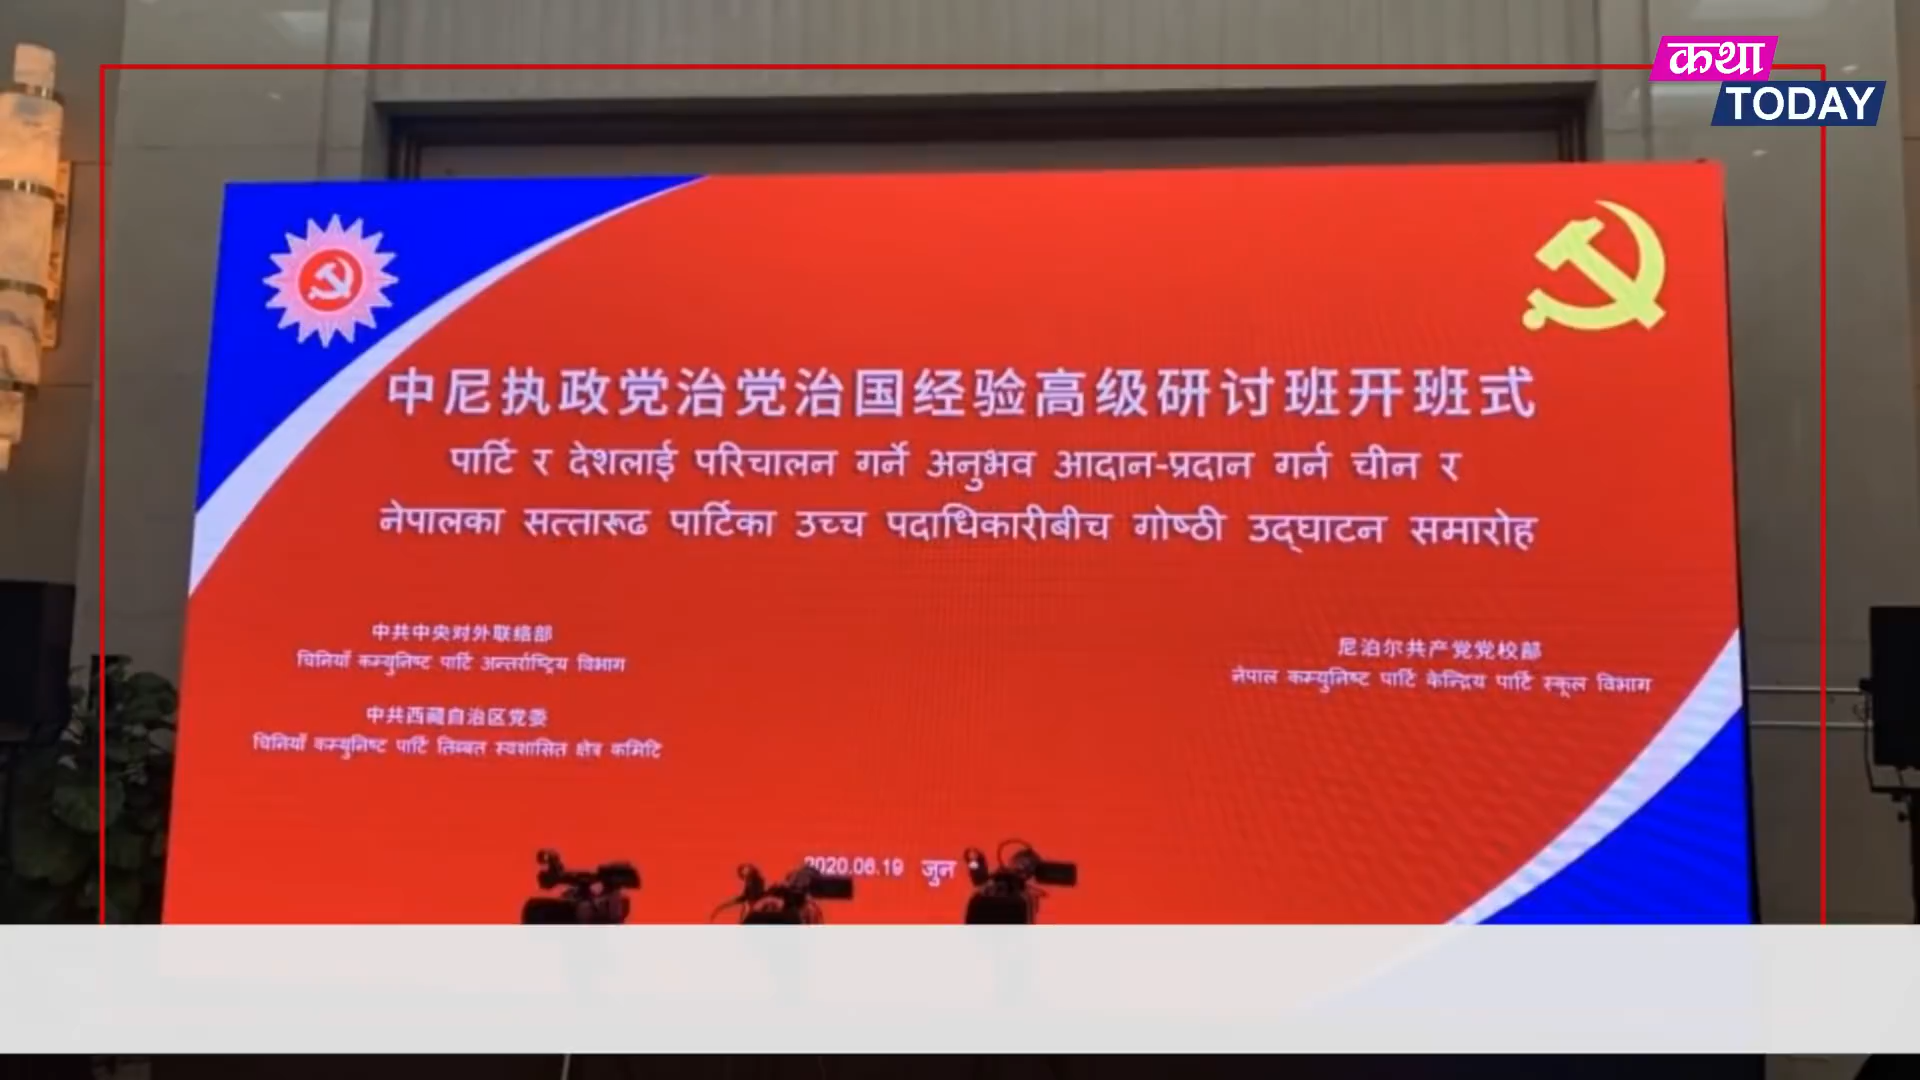 कथा
TODAY
中尼执政党治党治国经验高级研讨班开班式
पार्टि र देशलाई परिचालन गर्ने अनुभव आदान-प्रदान गर्न चीन र
नेपालका सत्तारूढ पार्टिका उच्च पदाधिकारीबीच गोष्ठी उद्घाटन समारोह
中共中央对外联络部
चिनियाँ कम्युनिष्ट पार्टि अन्तर्राष्ट्रिय विभाग
中共西藏自治区党委
चिनियाँ कम्युनिष्ट पार्टि तिब्बत स्वशासित क्षेत्र कमिटि
尼泊尔共产党党校部
नेपाल कम्युनिष्ट पार्टि केन्द्रिय पार्टि स्कूल विभाग
2020.06.19 जुन